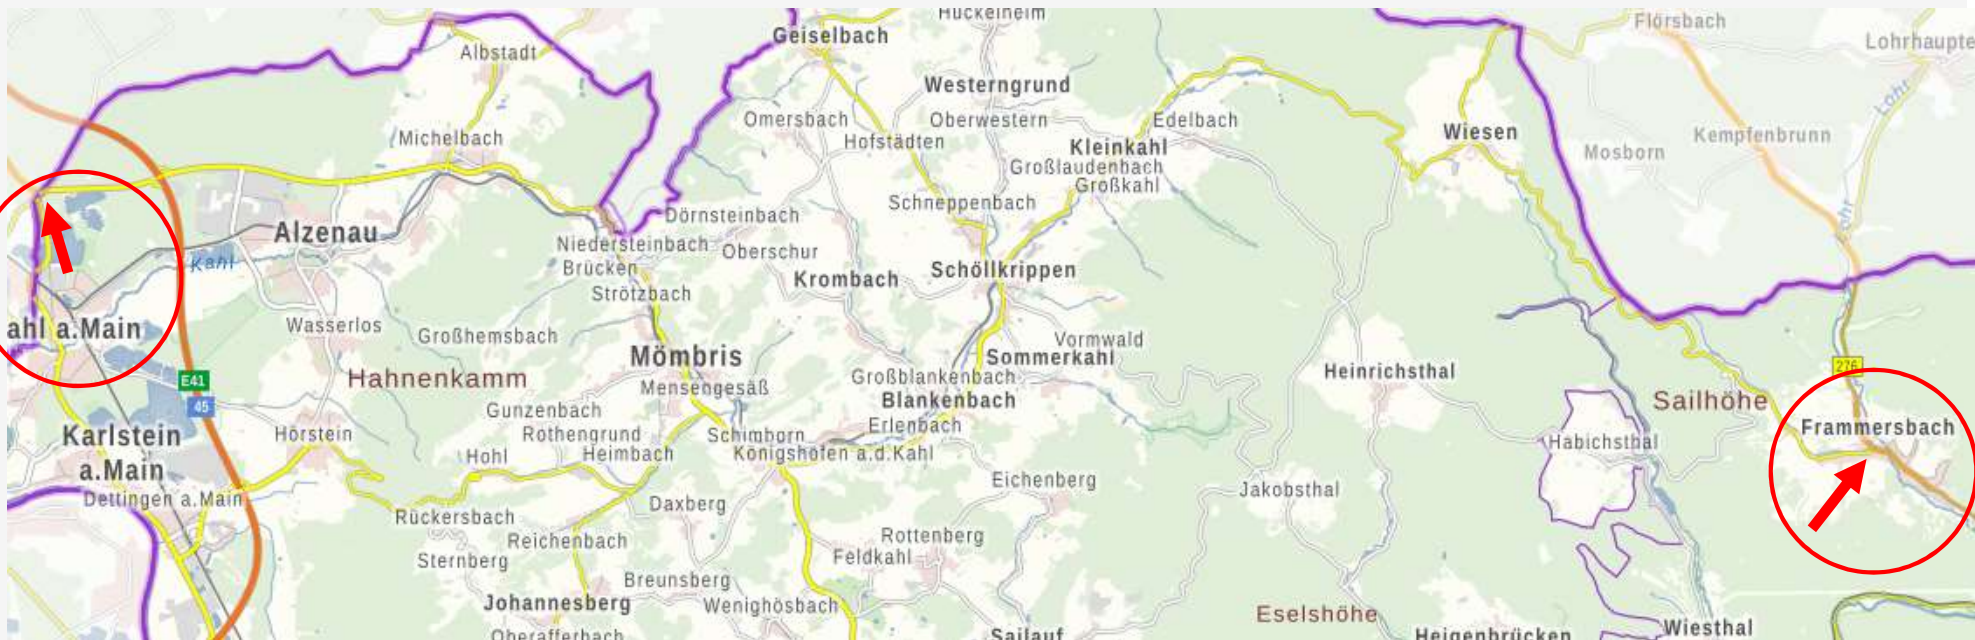 Hückelheim
Flörsbach
Geiselbach
Lohrhaupte
Albstadt
Westerngrund
Lohr
Omersbach
Oberwestern
Edelbach
Michelbach
Hofstädten
Kleinkahl
Wiesen
Kempfenbrunn
Mosborn
Großlaudenbach
Großkahl
Schneppenbach
Dörnsteinbach
Lohr
Alzenau
Niedersteinbach
Oberschur
Kahl
Brücken
Krombach
Schöllkrippen
Strötzbach
ahl a.Main
Wasserlos
Großhemsbach
Vormwald
Mömbris
Sommerkahl
276
E41
Hahnenkamm
Mensengesäß
Großblankenbach
Heinrichsthal
45
Gunzenbach
Blankenbach
Sailhöhe
Karlstein
a.Main
Hörstein
Rothengrund
Schimborn
Erlenbach
Frammersbach
Hohl
Heimbach
Königshofen a.d.Kahl
Habichsthal
Dettingen a.Main
Eichenberg
Jakobsthal
Rückersbach
Daxberg
Reichenbach
Rottenberg
Sternberg
Feldkahl
Breunsberg
Johannesberg
Wenighösbach
Eselshöhe
Oberafferbach
Sailauf
Heigenbrücken
Wiesthal